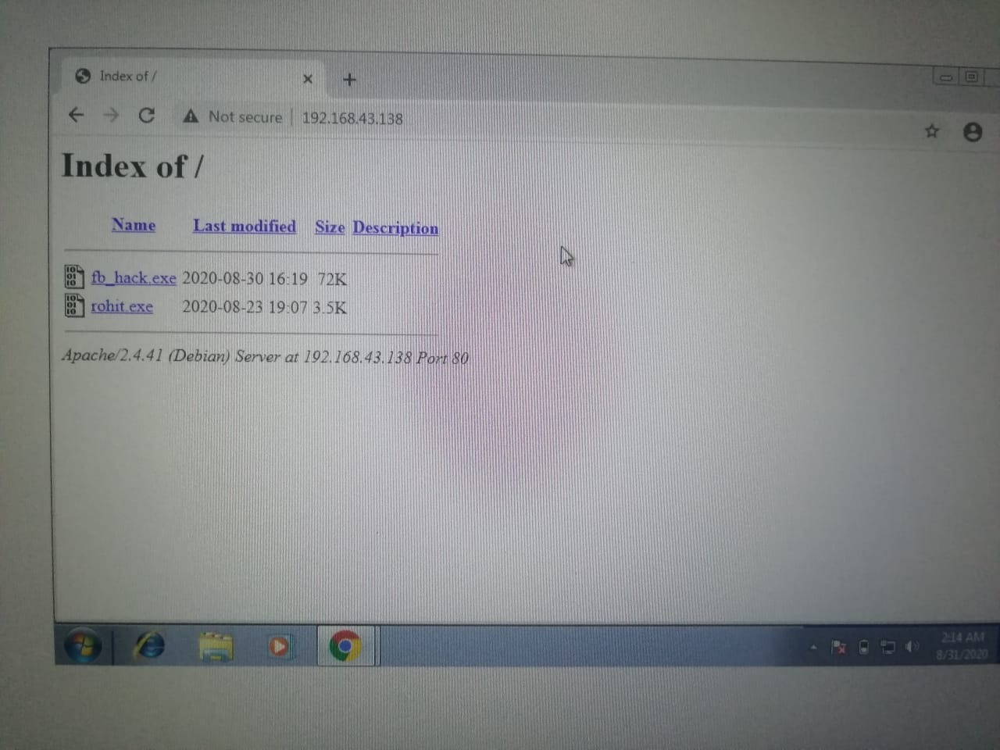 Index of /
Not secure 192.168.43.138
Index of /
Name Last modified Size Description
fb_hack.exe 2020-08-30 16:19 72K
rohit.exe 2020-08-23 19:07 3.5K
Apache/2.4.41 (Debian) Server at 192.168.43.138 Port 80
2:14 AM
8/31/2020